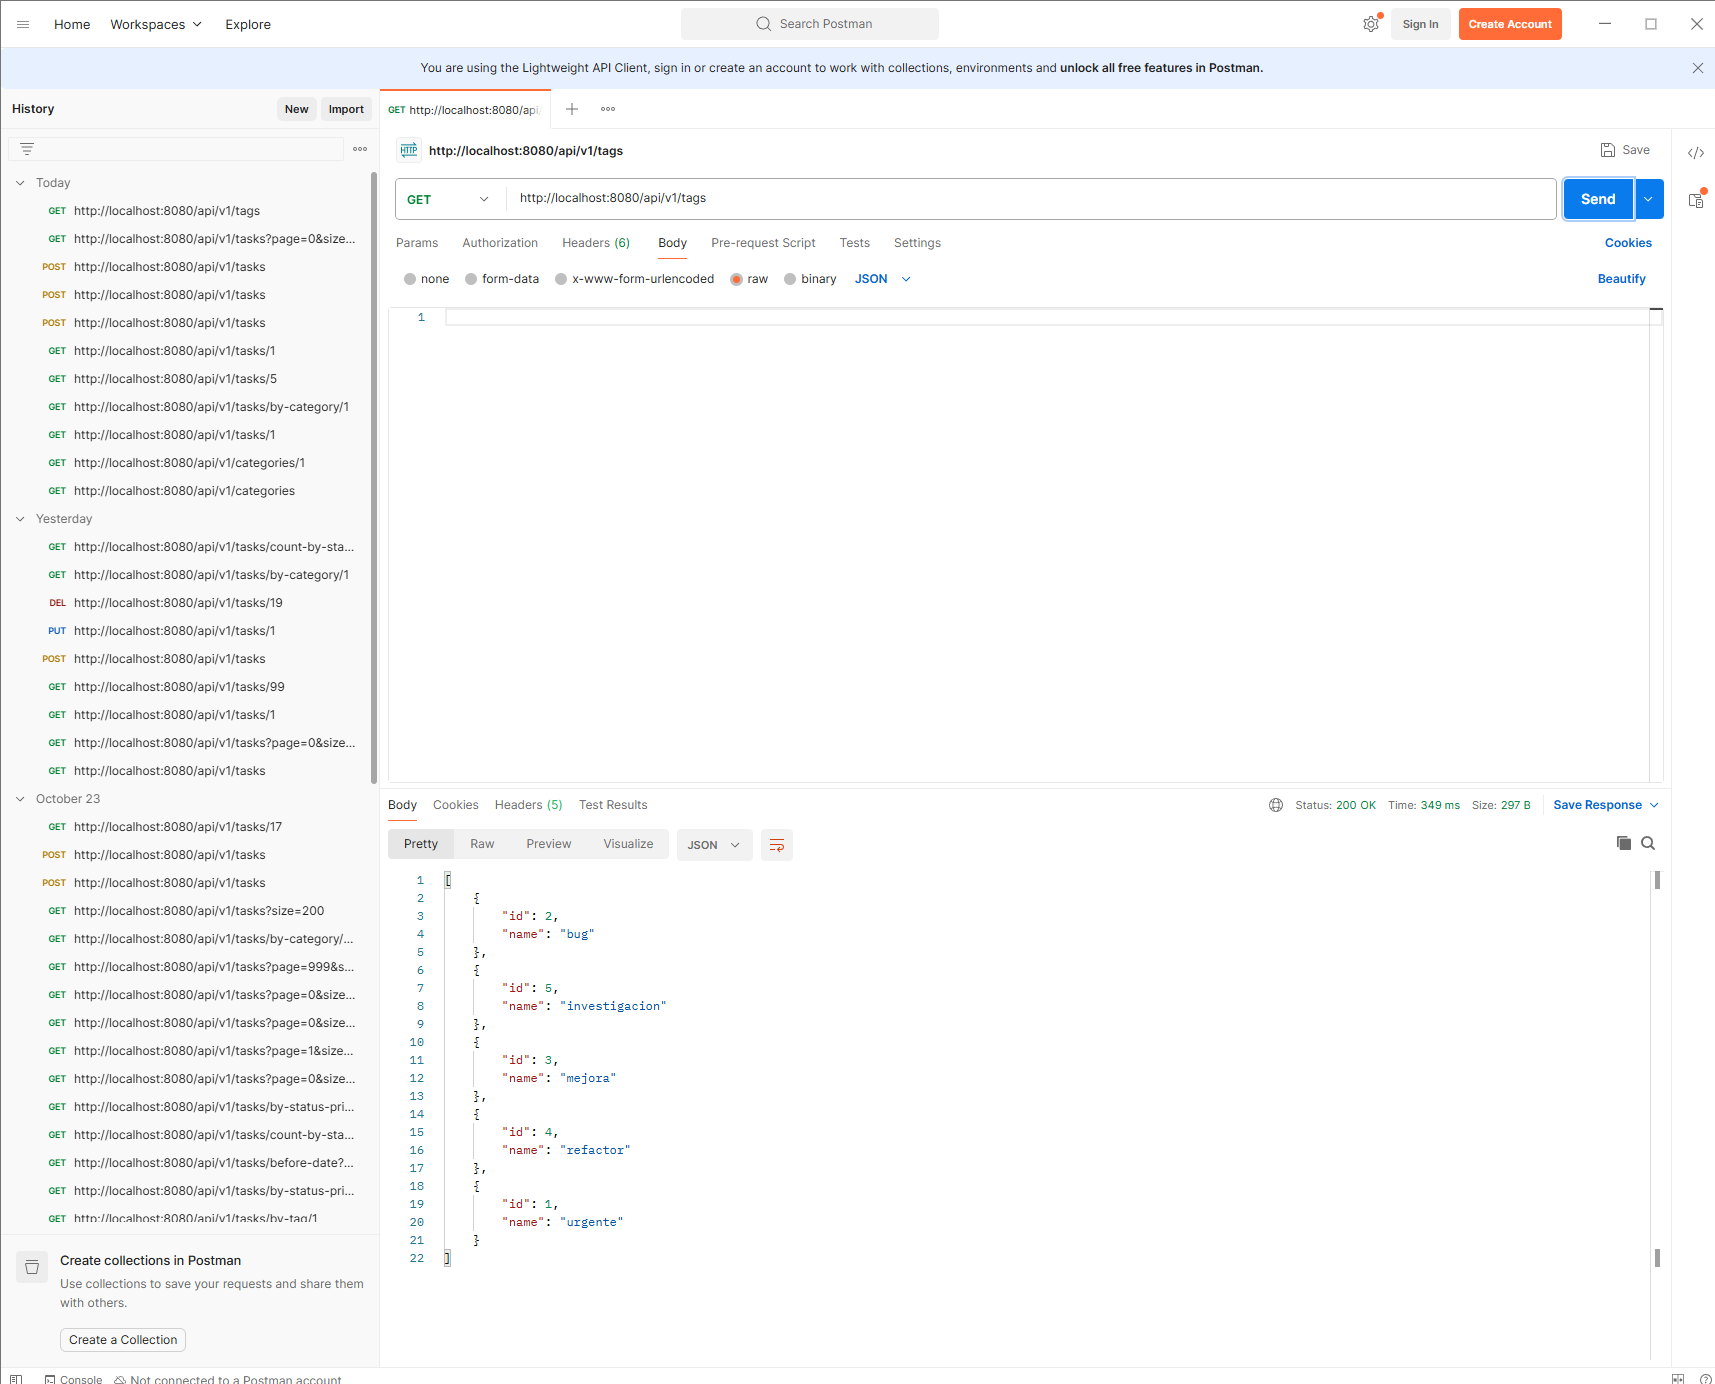 Home Workspaces Explore Search Postman Sign In Create Account
You are using the Lightweight API Client, sign in or create an account to work with collections, environments and unlock all free features in Postman.
History New Import
Today
GET http://localhost:8080/api/v1/tags
GET http://localhost:8080/api/v1/tasks?page=0&size...
POST http://localhost:8080/api/v1/tasks
POST http://localhost:8080/api/v1/tasks
POST http://localhost:8080/api/v1/tasks
GET http://localhost:8080/api/v1/tasks/1
GET http://localhost:8080/api/v1/tasks/5
GET http://localhost:8080/api/v1/tasks/by-category/1
GET http://localhost:8080/api/v1/tasks/1
GET http://localhost:8080/api/v1/categories/1
GET http://localhost:8080/api/v1/categories
Yesterday
GET http://localhost:8080/api/v1/tasks/count-by-sta...
GET http://localhost:8080/api/v1/tasks/by-category/1
DEL http://localhost:8080/api/v1/tasks/19
PUT http://localhost:8080/api/v1/tasks/1
POST http://localhost:8080/api/v1/tasks
GET http://localhost:8080/api/v1/tasks/99
GET http://localhost:8080/api/v1/tasks/1
GET http://localhost:8080/api/v1/tasks?page=0&size...
GET http://localhost:8080/api/v1/tasks
October 23
GET http://localhost:8080/api/v1/tasks/17
POST http://localhost:8080/api/v1/tasks
POST http://localhost:8080/api/v1/tasks
GET http://localhost:8080/api/v1/tasks?size=200
GET http://localhost:8080/api/v1/tasks/by-category/...
GET http://localhost:8080/api/v1/tasks?page=999&s...
GET http://localhost:8080/api/v1/tasks?page=0&size...
GET http://localhost:8080/api/v1/tasks?page=0&size...
GET http://localhost:8080/api/v1/tasks?page=1&size...
GET http://localhost:8080/api/v1/tasks?page=0&size...
GET http://localhost:8080/api/v1/tasks/by-status-pri...
GET http://localhost:8080/api/v1/tasks/count-by-sta...
GET http://localhost:8080/api/v1/tasks/before-date?...
GET http://localhost:8080/api/v1/tasks/by-status-pri...
GET http://localhost:8080/api/v1/tasks/by-tag/1
Create collections in Postman
Use collections to save your requests and share them
with others.
Create a Collection
GET http://localhost:8080/api/
HTTP http://localhost:8080/api/v1/tags Save
GET http://localhost:8080/api/v1/tags Send
Params Authorization Headers (6) Body Pre-request Script Tests Settings Cookies
none form-data x-www-form-urlencoded raw binary JSON Beautify
1
Body Cookies Headers (5) Test Results Status: 200 OK Time: 349 ms Size: 297 B Save Response
Pretty Raw Preview Visualize JSON
1 [
2 {
3 "id": 2,
4 "name": "bug"
5 },
6 {
7 "id": 5,
8 "name": "investigacion"
9 },
10 {
11 "id": 3,
12 "name": "mejora"
13 },
14 {
15 "id": 4,
16 "name": "refactor"
17 },
18 {
19 "id": 1,
20 "name": "urgente"
21 }
22 ]
Console Not connected to a Postman account